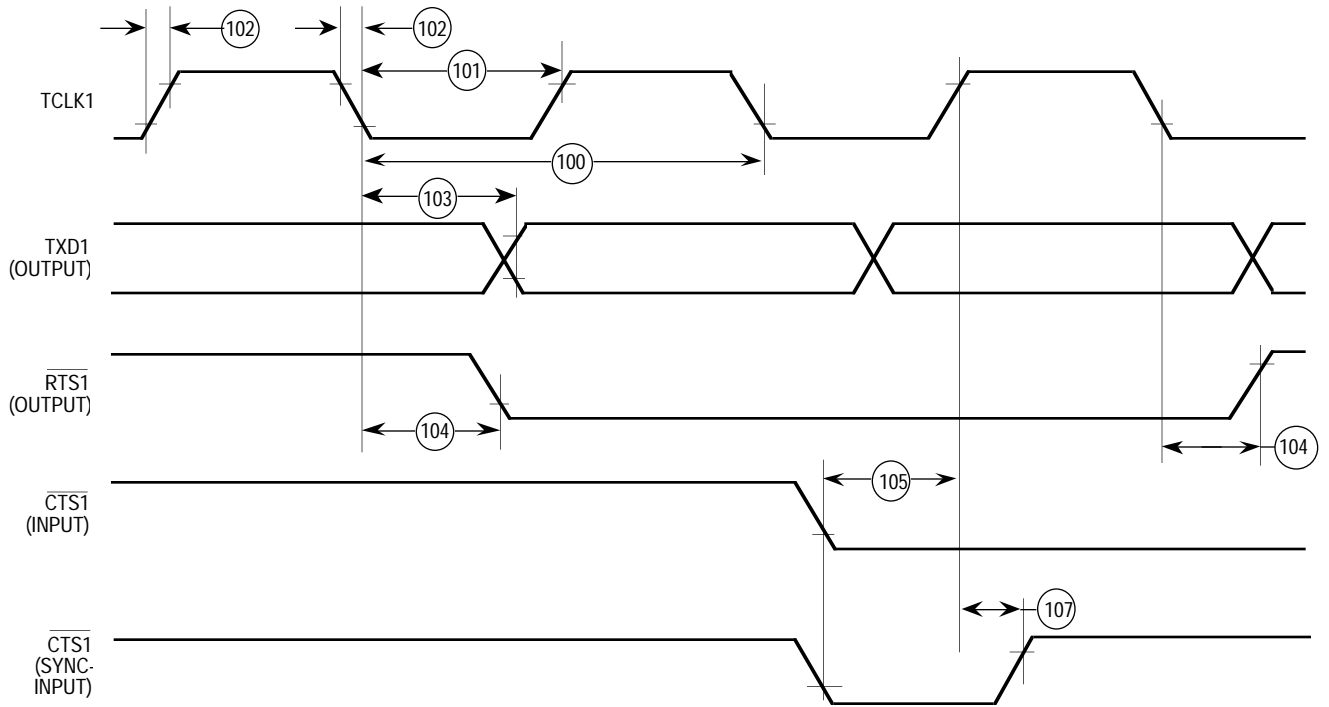 102
102
101
TCLK1
100
103
TXD1
(OUTPUT)
RTS1
(OUTPUT)
104
104
105
CTS1
(INPUT)
107
CTS1
(SYNC-
INPUT)